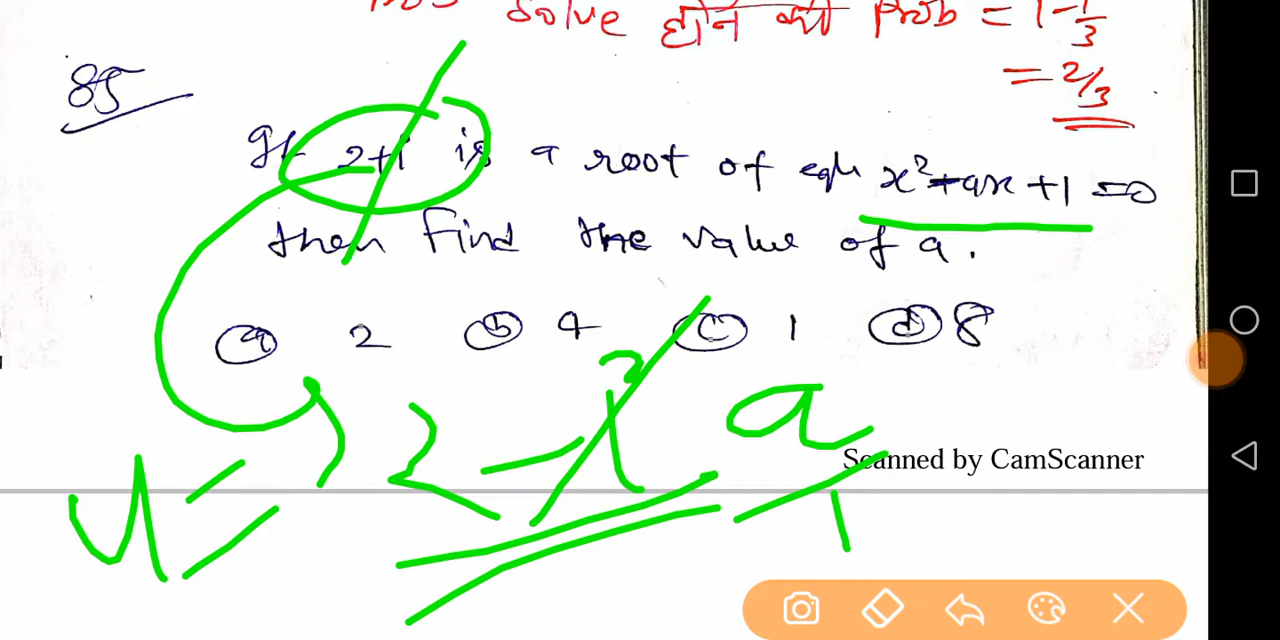 solve होने की Prob = 1-1/3
= 2/3
85
If 2+i is a root of eqn x²-ax+1=0
then find the value of a.
(a) 2 (b) 4 (c) 1 (d) 8
2 - i a
Scanned by CamScanner